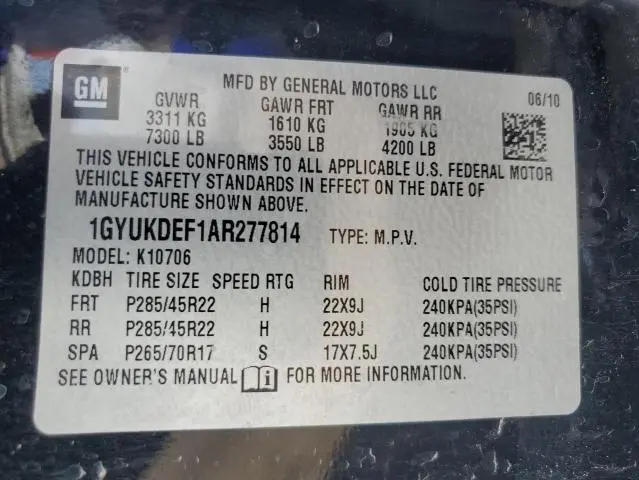 GM
MFD BY GENERAL MOTORS LLC
06/10
GVWR GAWR FRT GAWR RR
3311 KG 1610 KG 1905 KG
7300 LB 3550 LB 4200 LB
THIS VEHICLE CONFORMS TO ALL APPLICABLE U.S. FEDERAL MOTOR
VEHICLE SAFETY STANDARDS IN EFFECT ON THE DATE OF
MANUFACTURE SHOWN ABOVE.
1GYUKDEF1AR277814 TYPE: M.P.V.
MODEL: K10706
KDBH TIRE SIZE SPEED RTG RIM COLD TIRE PRESSURE
FRT P285/45R22 H 22X9J 240KPA(35PSI)
RR P285/45R22 H 22X9J 240KPA(35PSI)
SPA P265/70R17 S 17X7.5J 240KPA(35PSI)
SEE OWNER'S MANUAL i FOR MORE INFORMATION.